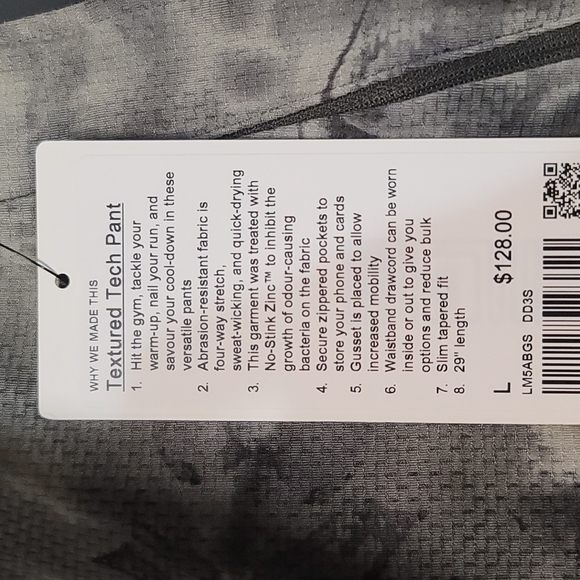 WHY WE MADE THIS
Textured Tech Pant
1. Hit the gym, tackle your
warm-up, nail your run, and
savour your cool-down in these
versatile pants
2. Abrasion-resistant fabric is
four-way stretch,
sweat-wicking, and quick-drying
3. This garment was treated with
No-Stink Zinc™ to inhibit the
growth of odour-causing
bacteria on the fabric
4. Secure zippered pockets to
store your phone and cards
5. Gusset is placed to allow
increased mobility
6. Waistband drawcord can be worn
inside or out to give you
options and reduce bulk
7. Slim tapered fit
8. 29" length
L $128.00
LM5ABGS DD3S